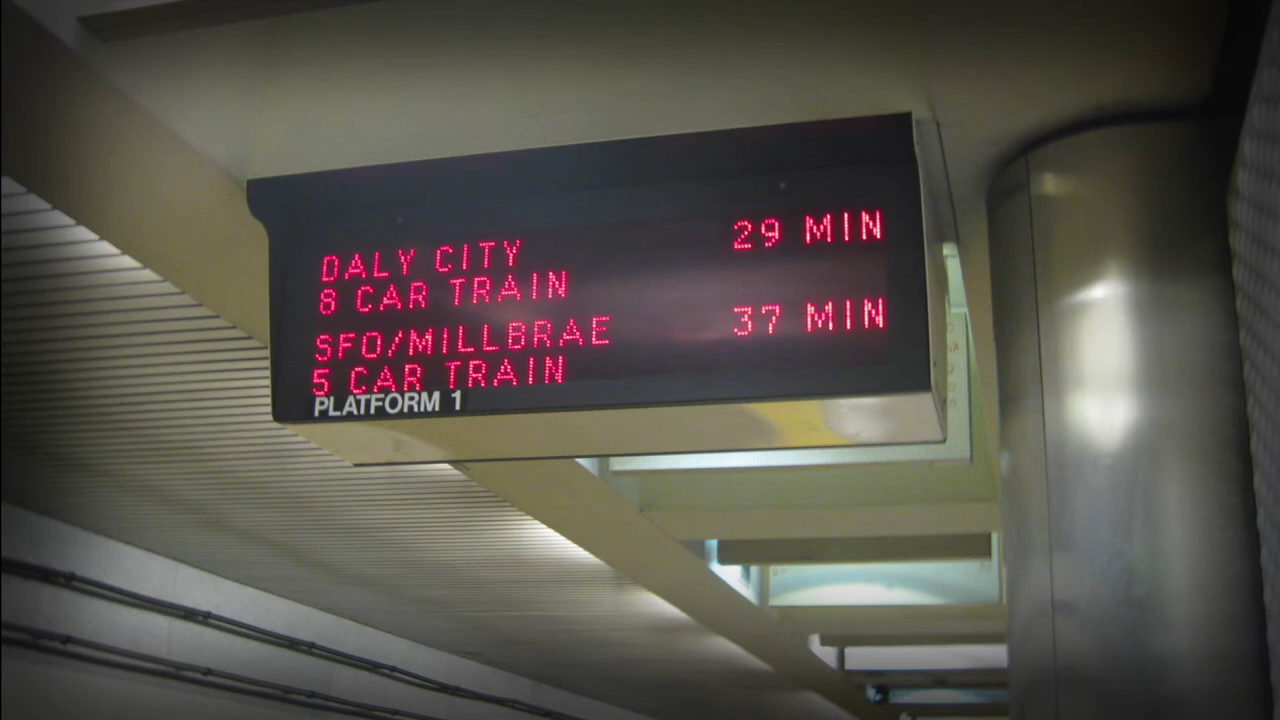 DALY CITY 29 MIN
8 CAR TRAIN
SFO/MILLBRAE 37 MIN
5 CAR TRAIN
PLATFORM 1